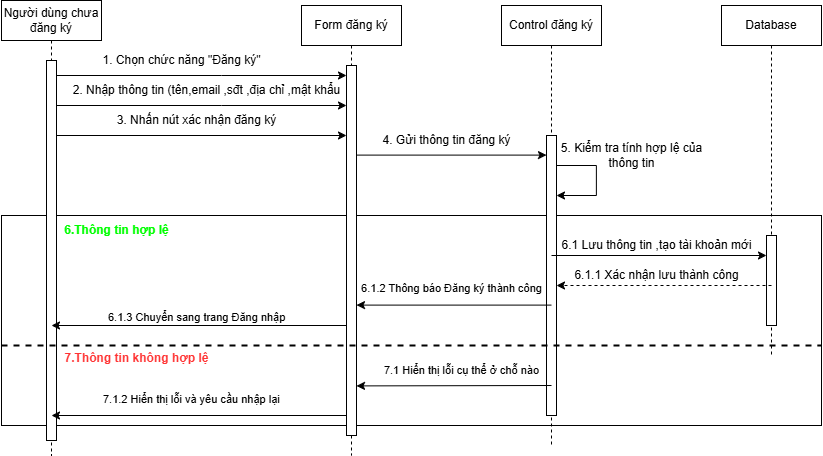 Người dùng chưa
đăng ký
Form đăng ký
Control đăng ký
Database
1. Chọn chức năng "Đăng ký"
2. Nhập thông tin (tên,email ,sđt ,địa chỉ ,mật khẩu
3. Nhấn nút xác nhận đăng ký
4. Gửi thông tin đăng ký
5. Kiểm tra tính hợp lệ của
thông tin
6.Thông tin hợp lệ
6.1 Lưu thông tin ,tạo tài khoản mới
6.1.1 Xác nhận lưu thành công
6.1.2 Thông báo Đăng ký thành công
6.1.3 Chuyển sang trang Đăng nhập
7.Thông tin không hợp lệ
7.1 Hiển thị lỗi cụ thể ở chỗ nào
7.1.2 Hiển thị lỗi và yêu cầu nhập lại